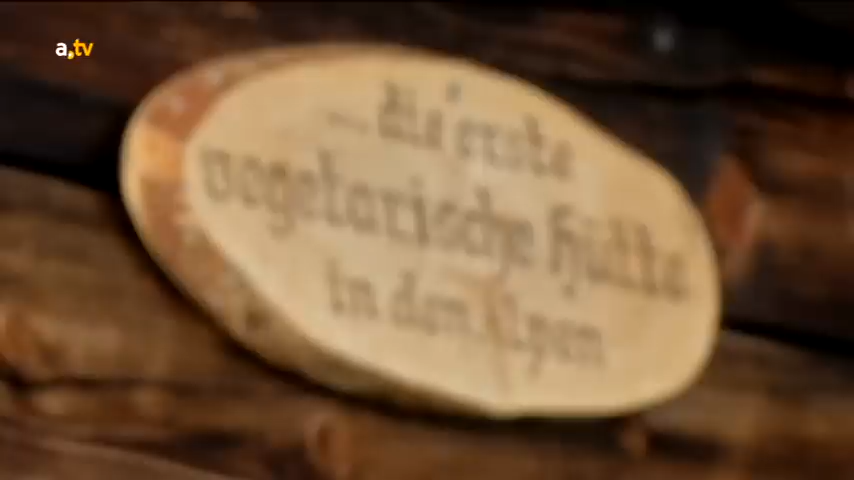 a.tv
die erste
vegetarische Hütte
in den Alpen